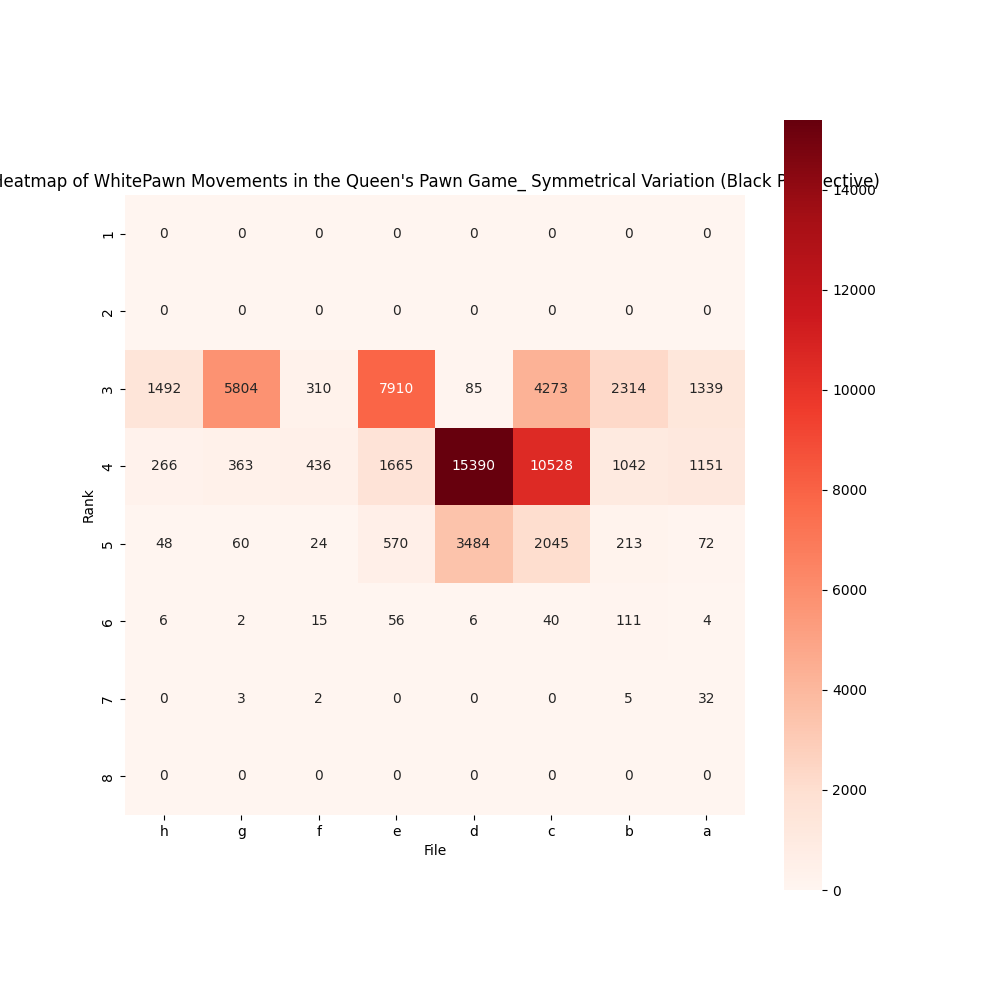 Heatmap of WhitePawn Movements in the Queen's Pawn Game_ Symmetrical Variation (Black Perspective)
14000
12000
10000
8000
6000
4000
2000
0
Rank
1 0 0 0 0 0 0 0 0
2 0 0 0 0 0 0 0 0
3 1492 5804 310 7910 85 4273 2314 1339
4 266 363 436 1665 15390 10528 1042 1151
5 48 60 24 570 3484 2045 213 72
6 6 2 15 56 6 40 111 4
7 0 3 2 0 0 0 5 32
8 0 0 0 0 0 0 0 0
h g f e d c b a
File